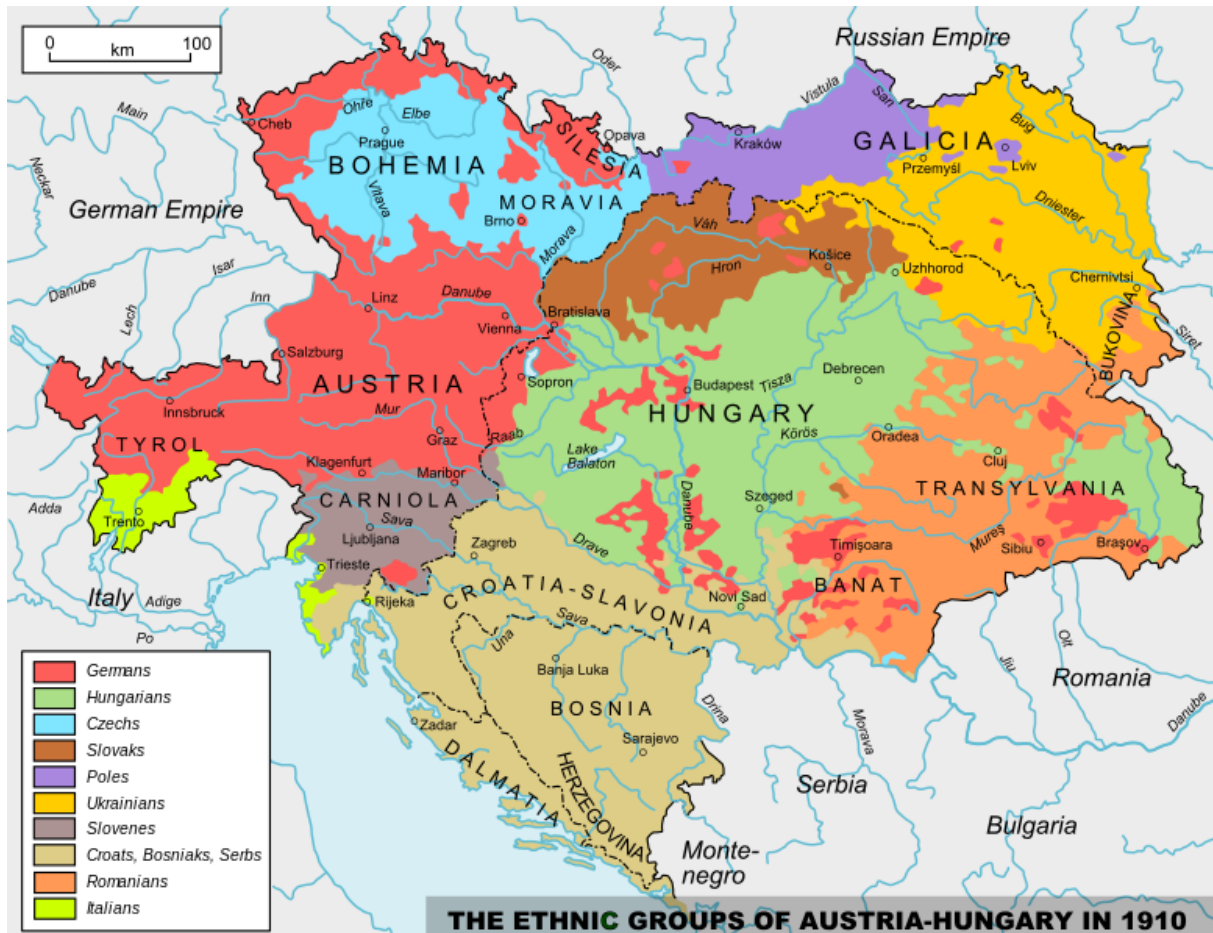 0 100
km
Russian Empire
Oder
Vistula
San
Main
Ohře
Elbe
Cheb
Prague
SILESIA
Opava
Kraków
GALICIA
Bug
Lviv
Przemyśl
BOHEMIA
Neckar
Vltava
MORAVIA
Brno
Dniester
German Empire
Morava
Váh
Košice
Hron
Uzhhorod
Chernivtsi
Isar
Danube
Inn
Lech
Linz
Danube
Vienna
Bratislava
BUKOVINA
Siret
Salzburg
AUSTRIA
Sopron
Budapest
Tisza
Debrecen
Innsbruck
Mur
HUNGARY
TYROL
Graz
Raab
Körös
Oradea
Lake
Balaton
Cluj
Klagenfurt
Maribor
CARNIOLA
TRANSYLVANIA
Adda
Trento
Sava
Ljubljana
Szeged
Danube
Mureş
Drave
Zagreb
Timişoara
Sibiu
Braşov
Trieste
BANAT
Italy
Adige
Rijeka
CROATIA-SLAVONIA
Novi Sad
Po
Sava
Una
Olt
Jiu
Banja Luka
Romania
BOSNIA
Drina
Zadar
Morava
Danube
Sarajevo
DALMATIA
HERZEGOVINA
Serbia
Bulgaria
Monte-
negro
Germans
Hungarians
Czechs
Slovaks
Poles
Ukrainians
Slovenes
Croats, Bosniaks, Serbs
Romanians
Italians
THE ETHNIC GROUPS OF AUSTRIA-HUNGARY IN 1910